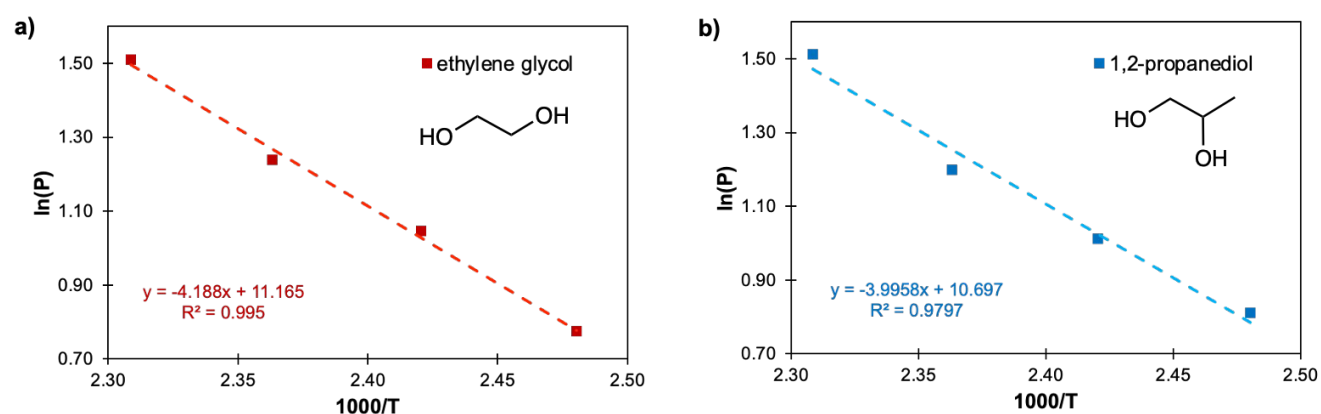 a)
ln(P)
1.50
1.30
1.10
0.90
0.70
2.30 2.35 2.40 2.45 2.50
1000/T
ethylene glycol
HO OH
y = -4.188x + 11.165
R² = 0.995
b)
ln(P)
1.50
1.30
1.10
0.90
0.70
2.30 2.35 2.40 2.45 2.50
1000/T
1,2-propanediol
HO
OH
y = -3.9958x + 10.697
R² = 0.9797